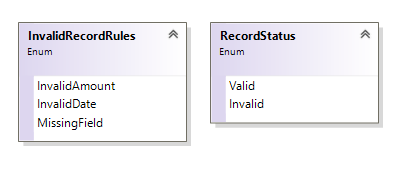 InvalidRecordRules
Enum
InvalidAmount
InvalidDate
MissingField
RecordStatus
Enum
Valid
Invalid